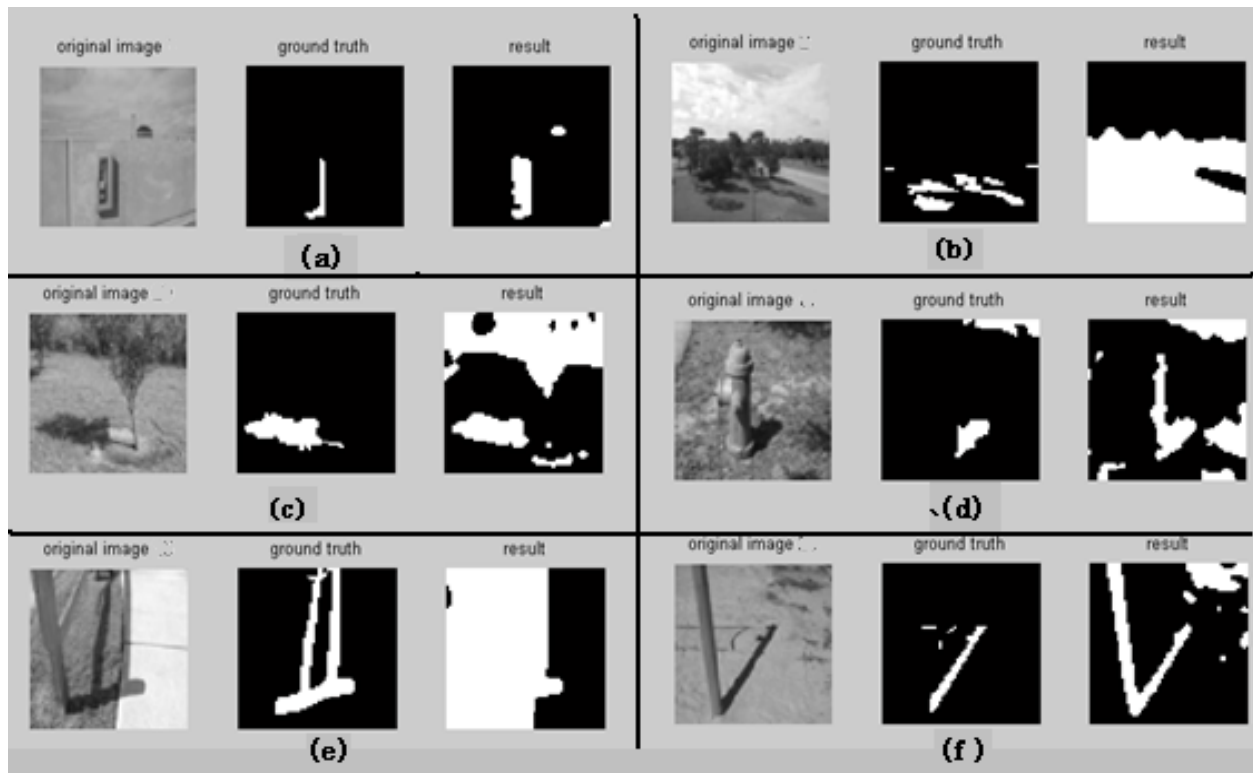 original image ground truth result
(a)
original image ground truth result
(b)
original image ground truth result
(c)
original image ground truth result
(d)
original image ground truth result
(e)
original image ground truth result
(f)